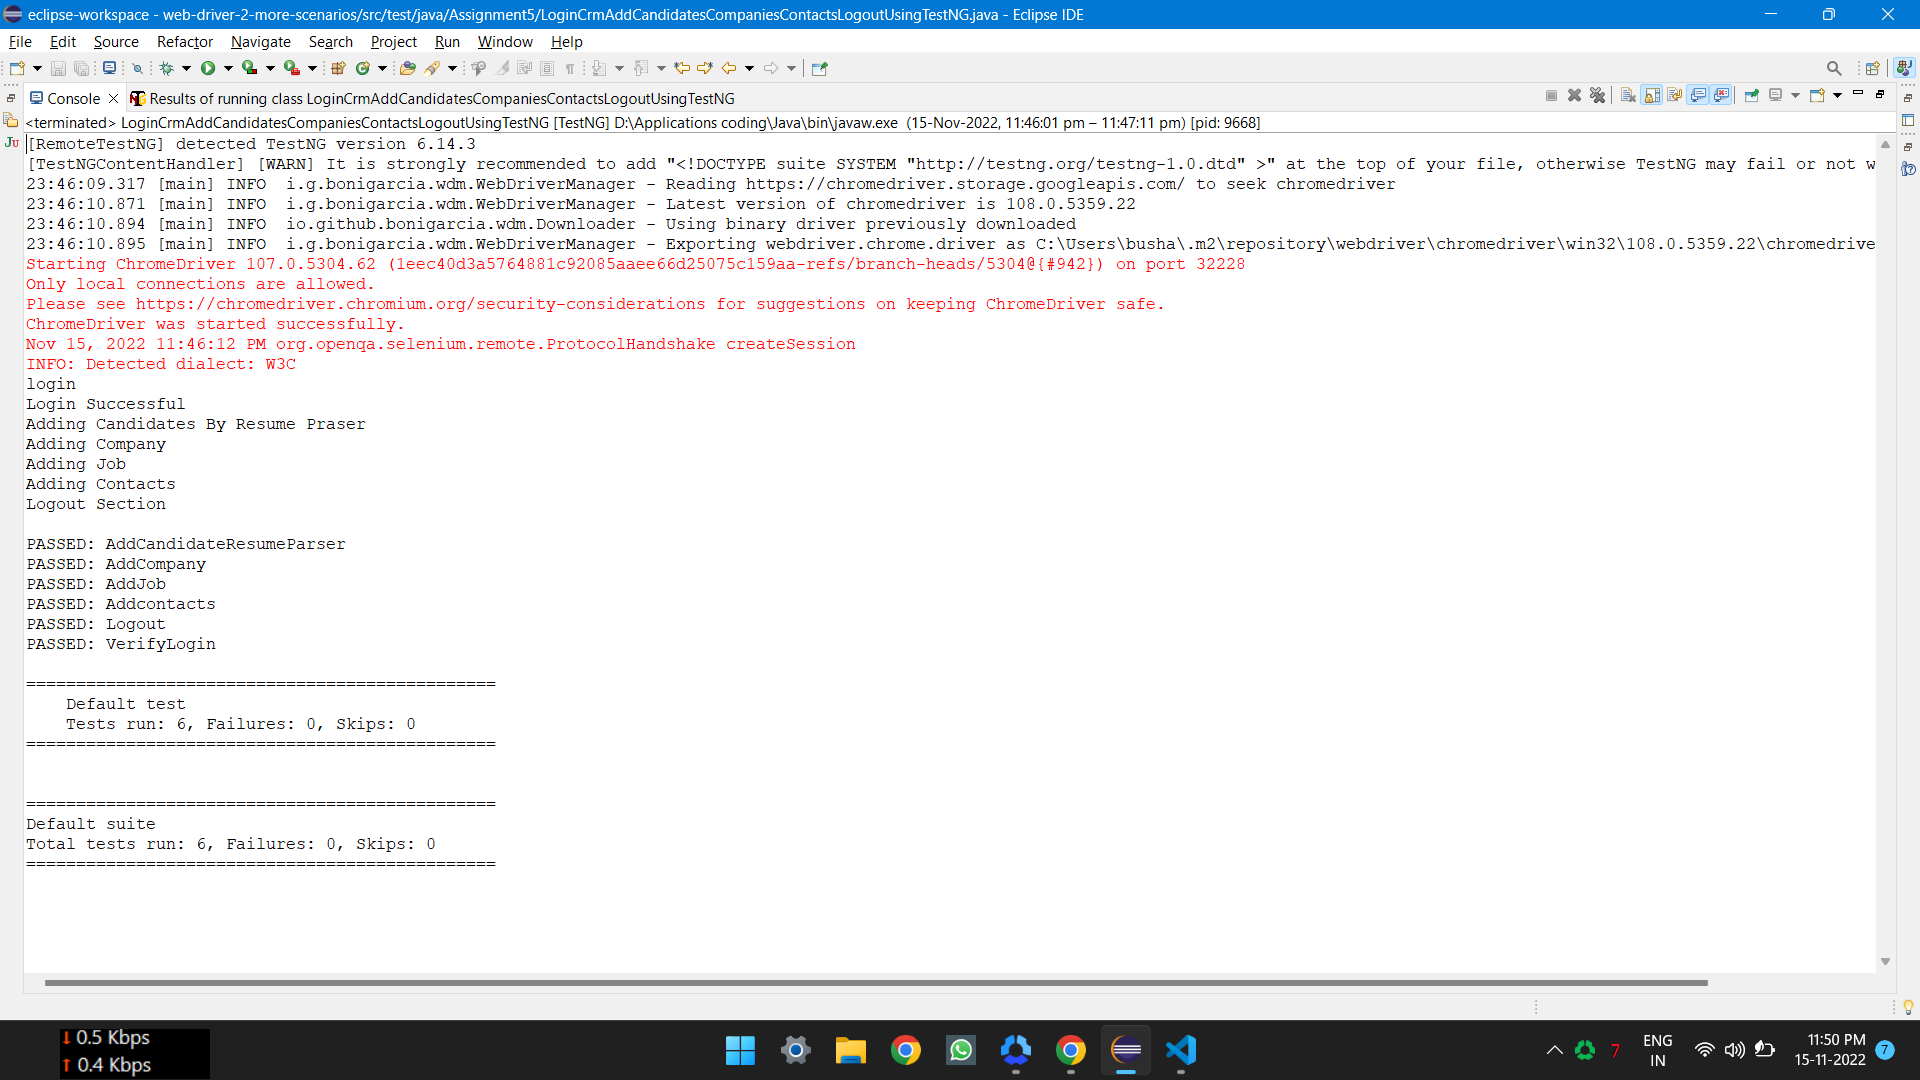 eclipse-workspace - web-driver-2-more-scenarios/src/test/java/Assignment5/LoginCrmAddCandidatesCompaniesContactsLogoutUsingTestNG.java - Eclipse IDE
File Edit Source Refactor Navigate Search Project Run Window Help
Console Results of running class LoginCrmAddCandidatesCompaniesContactsLogoutUsingTestNG
<terminated> LoginCrmAddCandidatesCompaniesContactsLogoutUsingTestNG [TestNG] D:\Applications coding\Java\bin\javaw.exe (15-Nov-2022, 11:46:01 pm – 11:47:11 pm) [pid: 9668]
[RemoteTestNG] detected TestNG version 6.14.3
[TestNGContentHandler] [WARN] It is strongly recommended to add "<!DOCTYPE suite SYSTEM "http://testng.org/testng-1.0.dtd" >" at the top of your file, otherwise TestNG may fail or not w
23:46:09.317 [main] INFO  i.g.bonigarcia.wdm.WebDriverManager - Reading https://chromedriver.storage.googleapis.com/ to seek chromedriver
23:46:10.871 [main] INFO  i.g.bonigarcia.wdm.WebDriverManager - Latest version of chromedriver is 108.0.5359.22
23:46:10.894 [main] INFO  io.github.bonigarcia.wdm.Downloader - Using binary driver previously downloaded
23:46:10.895 [main] INFO  i.g.bonigarcia.wdm.WebDriverManager - Exporting webdriver.chrome.driver as C:\Users\busha\.m2\repository\webdriver\chromedriver\win32\108.0.5359.22\chromedrive
Starting ChromeDriver 107.0.5304.62 (1eec40d3a5764881c92085aaee66d25075c159aa-refs/branch-heads/5304@{#942}) on port 32228
Only local connections are allowed.
Please see https://chromedriver.chromium.org/security-considerations for suggestions on keeping ChromeDriver safe.
ChromeDriver was started successfully.
Nov 15, 2022 11:46:12 PM org.openqa.selenium.remote.ProtocolHandshake createSession
INFO: Detected dialect: W3C
login
Login Successful
Adding Candidates By Resume Praser
Adding Company
Adding Job
Adding Contacts
Logout Section
PASSED: AddCandidateResumeParser
PASSED: AddCompany
PASSED: AddJob
PASSED: Addcontacts
PASSED: Logout
PASSED: VerifyLogin
===============================================
Default test
Tests run: 6, Failures: 0, Skips: 0
===============================================
===============================================
Default suite
Total tests run: 6, Failures: 0, Skips: 0
===============================================
0.5 Kbps
0.4 Kbps
7
ENG
IN
11:50 PM
15-11-2022
7